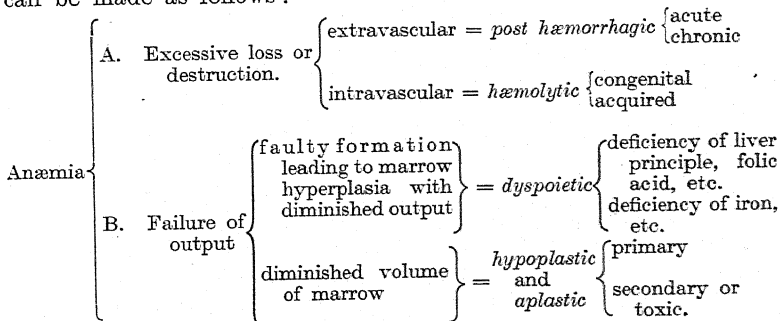 can be made as follows :
A. Excessive loss or destruction.
extravascular = post hæmorrhagic
acute
chronic
intravascular = hæmolytic
congenital
acquired
Anæmia
B. Failure of output
faulty formation
leading to marrow
hyperplasia with
diminished output
= dyspoietic
deficiency of liver
principle, folic
acid, etc.
deficiency of iron,
etc.
diminished volume
of marrow
=
hypoplastic
and
aplastic
primary
secondary or
toxic.